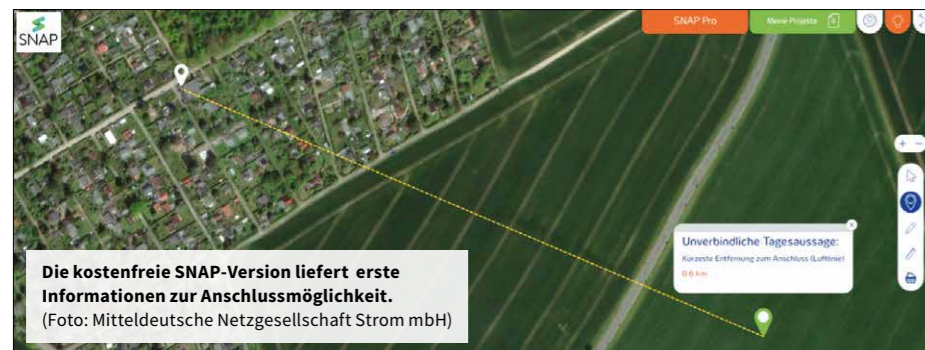 SNAP
SNAP Pro
Meine Projekte
Unverbindliche Tagesaussage:
Kürzeste Entfernung zum Anschluss (Luftlinie)
0.6 km
Die kostenfreie SNAP-Version liefert erste
Informationen zur Anschlussmöglichkeit.
(Foto: Mitteldeutsche Netzgesellschaft Strom mbH)